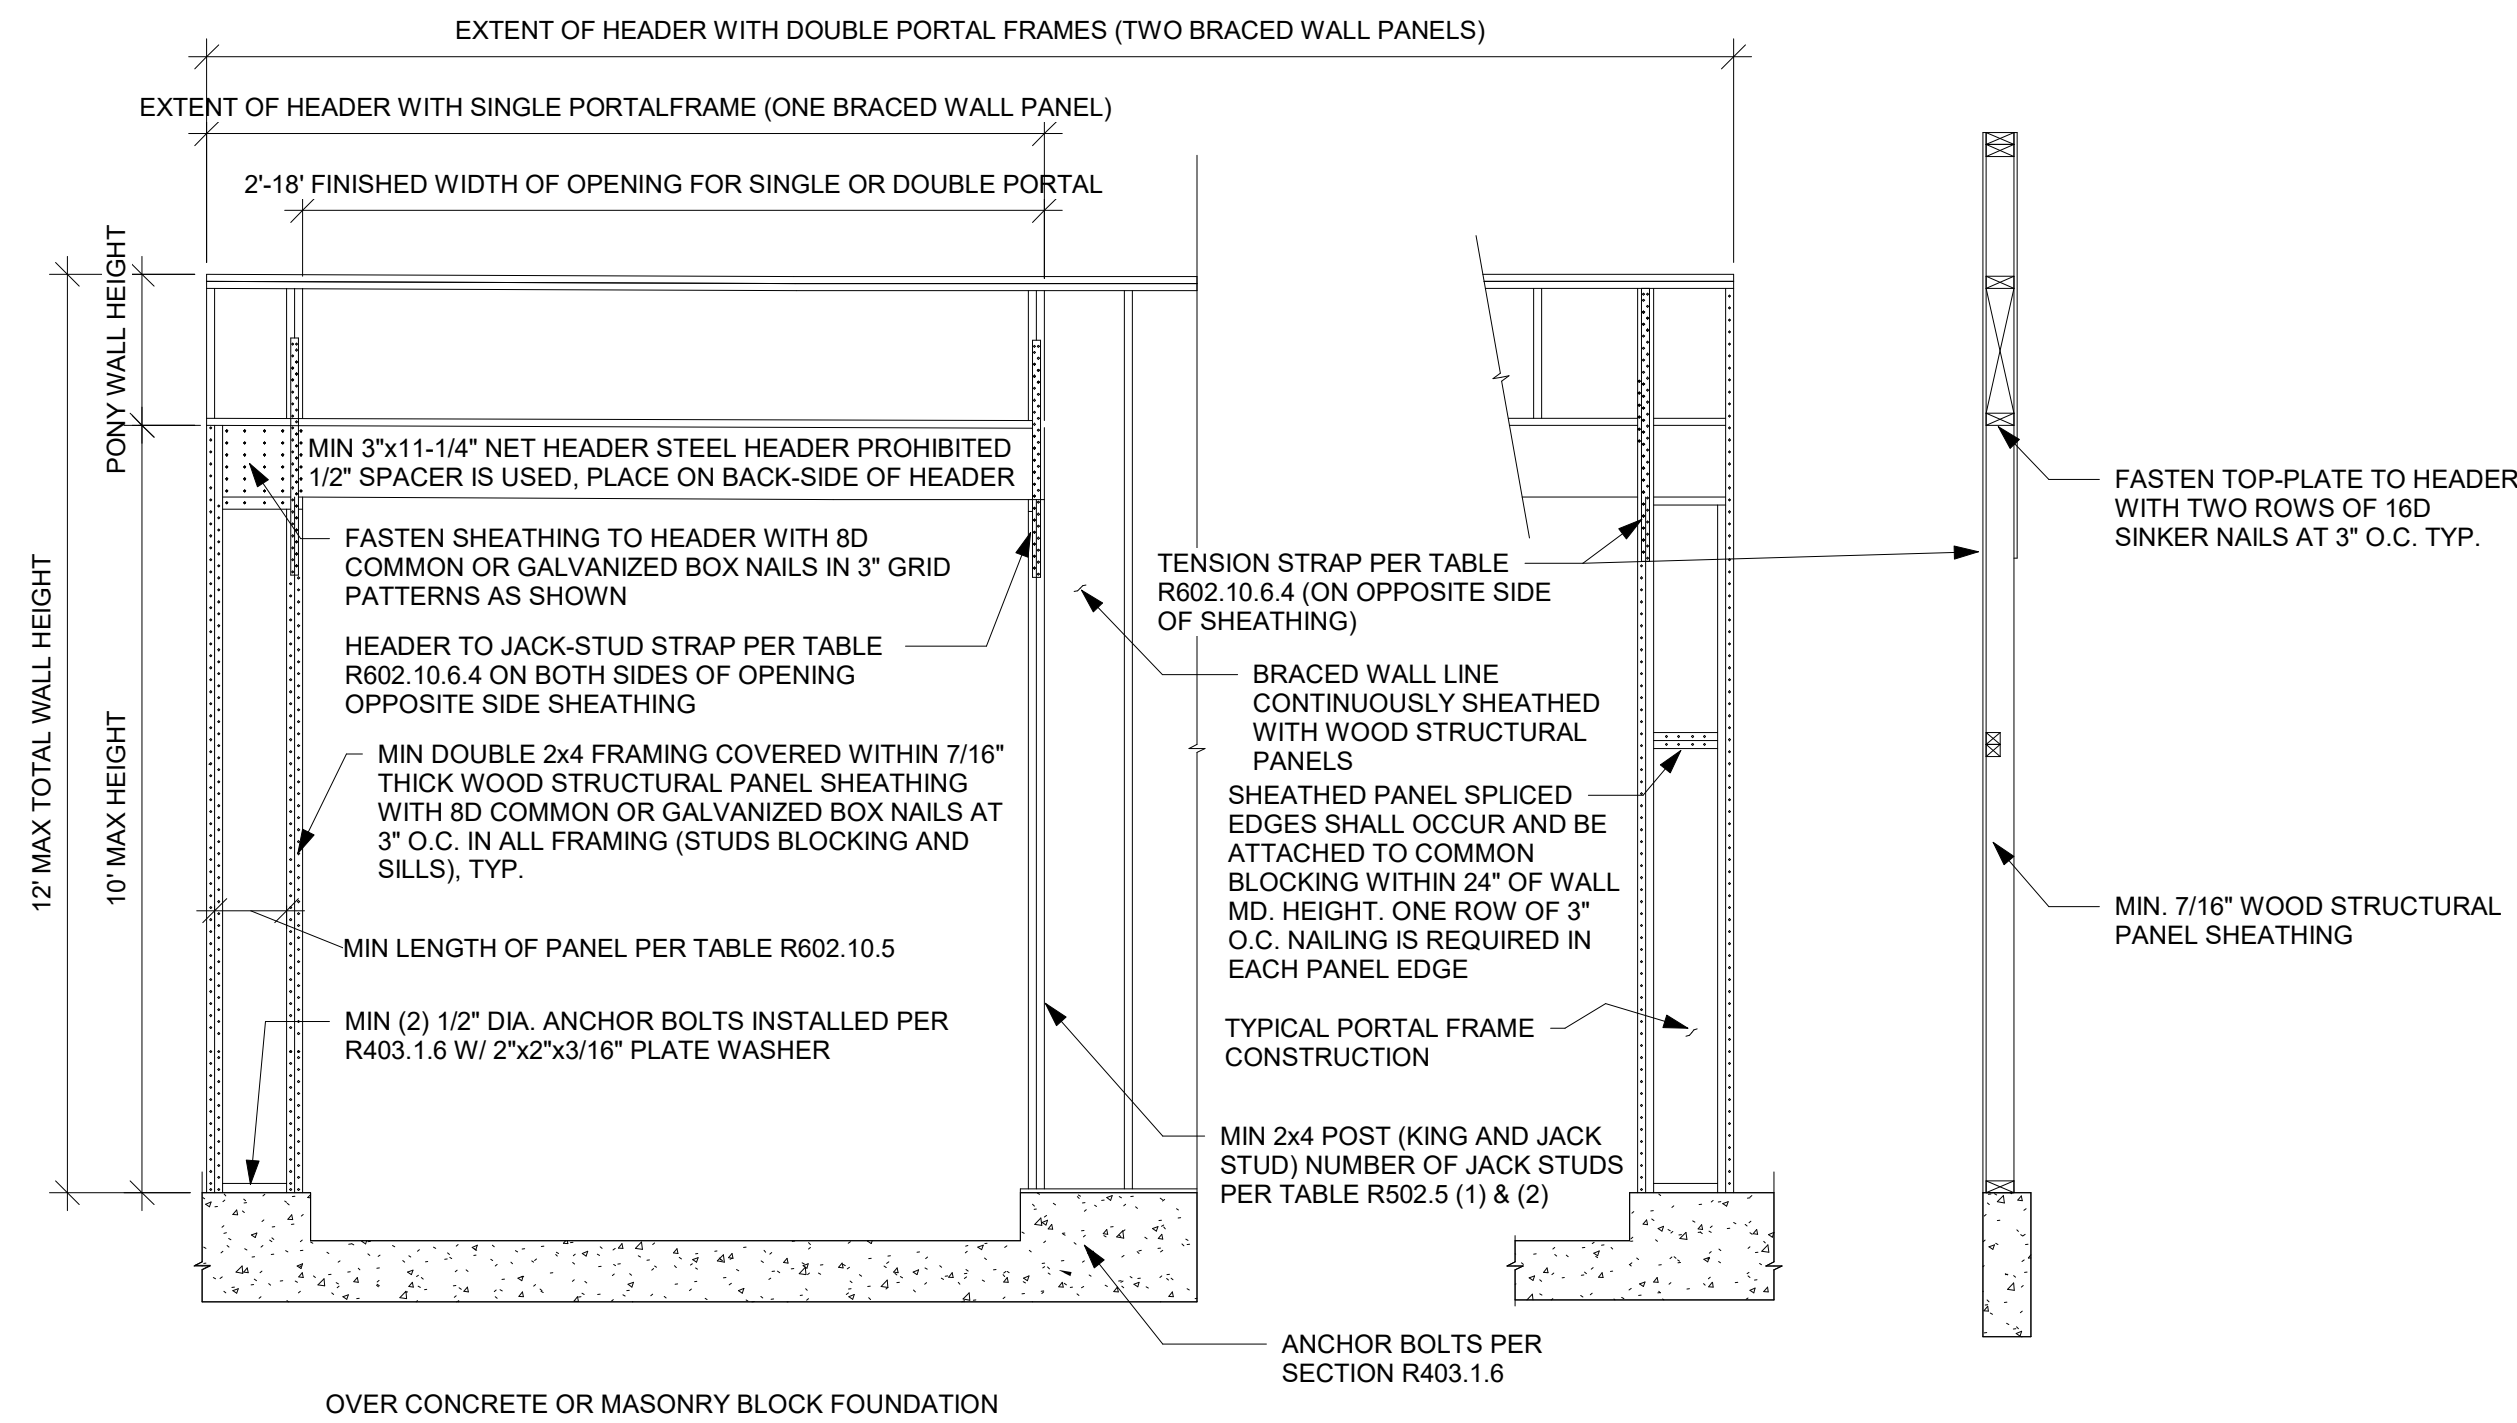 EXTENT OF HEADER WITH DOUBLE PORTAL FRAMES (TWO BRACED WALL PANELS)
EXTENT OF HEADER WITH SINGLE PORTALFRAME (ONE BRACED WALL PANEL)
2'-18' FINISHED WIDTH OF OPENING FOR SINGLE OR DOUBLE PORTAL
PONY WALL HEIGHT
12' MAX TOTAL WALL HEIGHT
10' MAX HEIGHT
MIN 3"x11-1/4" NET HEADER STEEL HEADER PROHIBITED
1/2" SPACER IS USED, PLACE ON BACK-SIDE OF HEADER
FASTEN SHEATHING TO HEADER WITH 8D
COMMON OR GALVANIZED BOX NAILS IN 3" GRID
PATTERNS AS SHOWN
HEADER TO JACK-STUD STRAP PER TABLE
R602.10.6.4 ON BOTH SIDES OF OPENING
OPPOSITE SIDE SHEATHING
MIN DOUBLE 2x4 FRAMING COVERED WITHIN 7/16"
THICK WOOD STRUCTURAL PANEL SHEATHING
WITH 8D COMMON OR GALVANIZED BOX NAILS AT
3" O.C. IN ALL FRAMING (STUDS BLOCKING AND
SILLS), TYP.
MIN LENGTH OF PANEL PER TABLE R602.10.5
MIN (2) 1/2" DIA. ANCHOR BOLTS INSTALLED PER
R403.1.6 W/ 2"x2"x3/16" PLATE WASHER
TENSION STRAP PER TABLE
R602.10.6.4 (ON OPPOSITE SIDE
OF SHEATHING)
BRACED WALL LINE
CONTINUOUSLY SHEATHED
WITH WOOD STRUCTURAL
PANELS
SHEATHED PANEL SPLICED
EDGES SHALL OCCUR AND BE
ATTACHED TO COMMON
BLOCKING WITHIN 24" OF WALL
MD. HEIGHT. ONE ROW OF 3"
O.C. NAILING IS REQUIRED IN
EACH PANEL EDGE
TYPICAL PORTAL FRAME
CONSTRUCTION
MIN 2x4 POST (KING AND JACK
STUD) NUMBER OF JACK STUDS
PER TABLE R502.5 (1) & (2)
ANCHOR BOLTS PER
SECTION R403.1.6
FASTEN TOP-PLATE TO HEADER
WITH TWO ROWS OF 16D
SINKER NAILS AT 3" O.C. TYP.
MIN. 7/16" WOOD STRUCTURAL
PANEL SHEATHING
OVER CONCRETE OR MASONRY BLOCK FOUNDATION